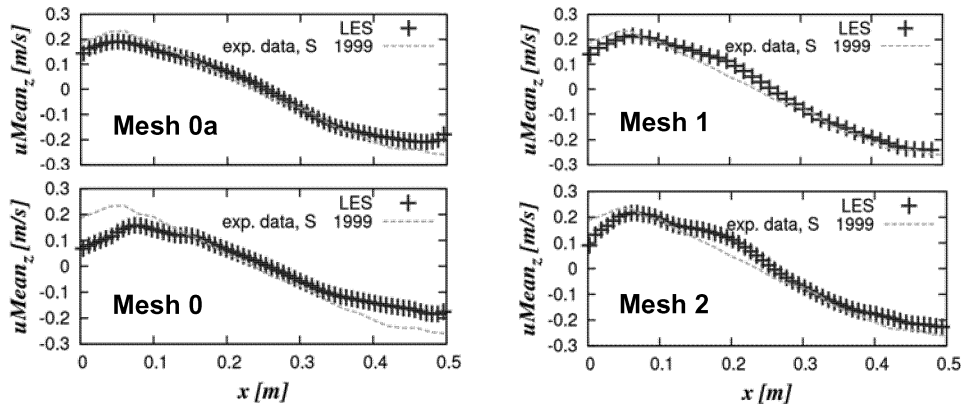 0.3
0.2
0.1
0
-0.1
-0.2
-0.3
uMean_z [m/s]
LES
exp. data, S 1999
Mesh 0a
0.3
0.2
0.1
0
-0.1
-0.2
-0.3
uMean_z [m/s]
LES
exp. data, S 1999
Mesh 1
0.3
0.2
0.1
0
-0.1
-0.2
-0.3
uMean_z [m/s]
LES
exp. data, S 1999
Mesh 0
0 0.1 0.2 0.3 0.4 0.5
x [m]
0.3
0.2
0.1
0
-0.1
-0.2
-0.3
uMean_z [m/s]
LES
exp. data, S 1999
Mesh 2
0 0.1 0.2 0.3 0.4 0.5
x [m]